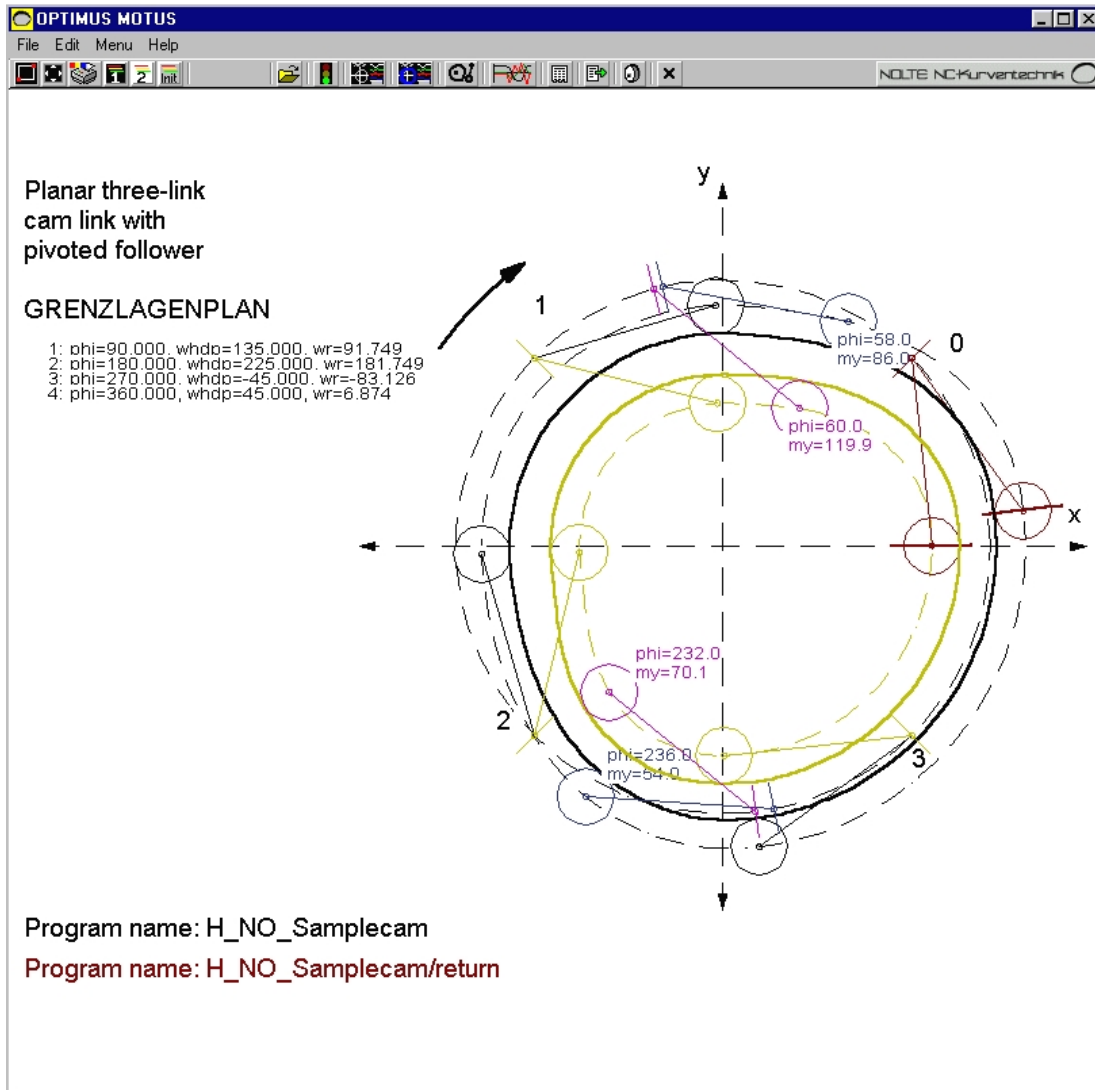 OPTIMUS MOTUS
File Edit Menu Help
1 2 init
NOLTE NC-Kurventechnik
Planar three-link
cam link with
pivoted follower
GRENZLAGENPLAN
1: phi=90.000, whdp=135.000, wr=91.749
2: phi=180.000, whdp=225.000, wr=181.749
3: phi=270.000, whdp=-45.000, wr=-83.126
4: phi=360.000, whdp=45.000, wr=6.874
y
1
0
phi=58.0
my=86.0
phi=60.0
my=119.9
x
phi=232.0
my=70.1
2
3
phi=236.0
my=54.0
Program name: H_NO_Samplecam
Program name: H_NO_Samplecam/return